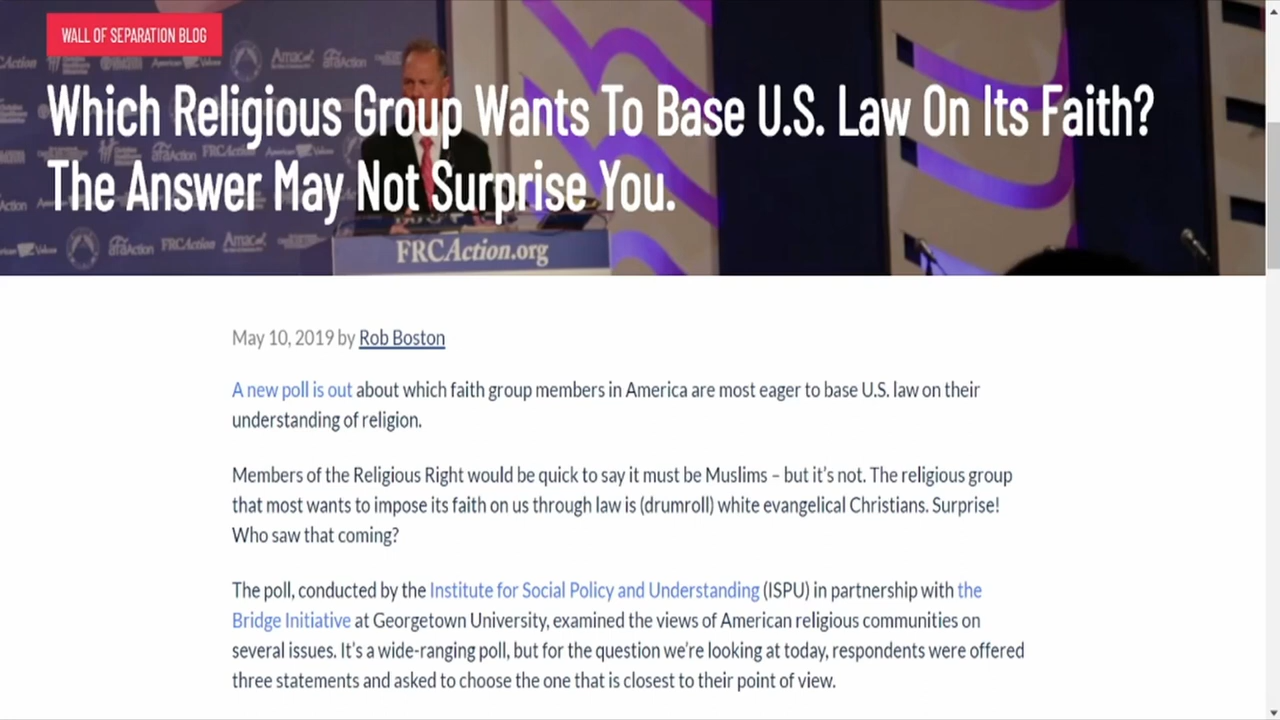 WALL OF SEPARATION BLOG
Which Religious Group Wants To Base U.S. Law On Its Faith?
The Answer May Not Surprise You.
FRCAction.org
May 10, 2019 by Rob Boston
A new poll is out about which faith group members in America are most eager to base U.S. law on their
understanding of religion.
Members of the Religious Right would be quick to say it must be Muslims – but it's not. The religious group
that most wants to impose its faith on us through law is (drumroll) white evangelical Christians. Surprise!
Who saw that coming?
The poll, conducted by the Institute for Social Policy and Understanding (ISPU) in partnership with the
Bridge Initiative at Georgetown University, examined the views of American religious communities on
several issues. It's a wide-ranging poll, but for the question we're looking at today, respondents were offered
three statements and asked to choose the one that is closest to their point of view.